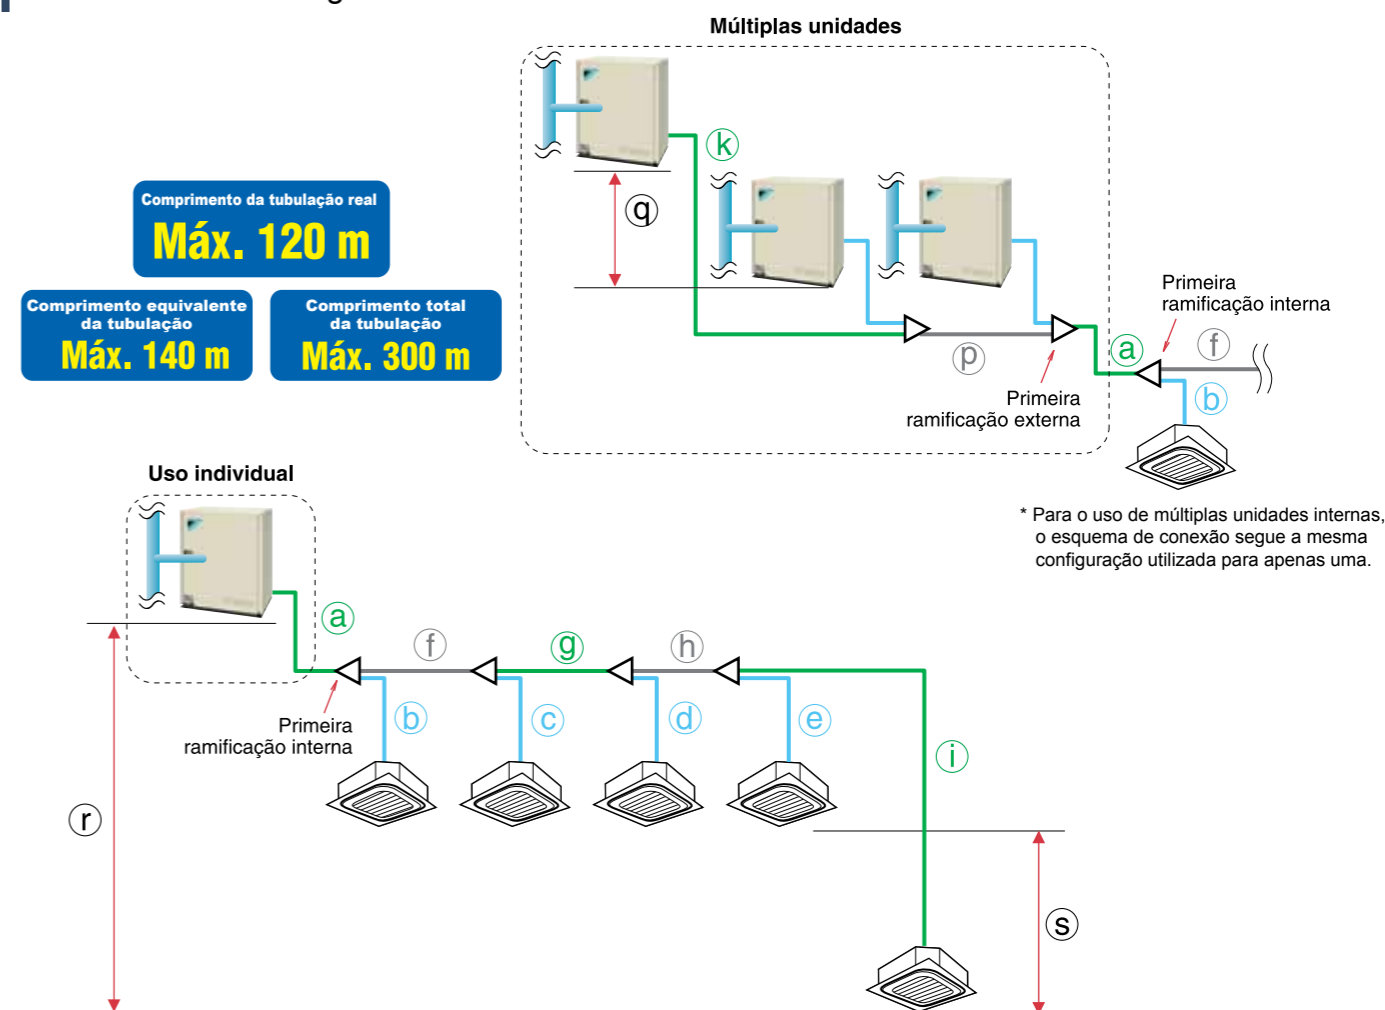 Múltiplas unidades
k
q
Comprimento da tubulação real
Máx. 120 m
Comprimento equivalente
da tubulação
Máx. 140 m
Comprimento total
da tubulação
Máx. 300 m
Primeira
ramificação interna
p
a
f
b
Primeira
ramificação externa
Uso individual
* Para o uso de múltiplas unidades internas,
o esquema de conexão segue a mesma
configuração utilizada para apenas uma.
a
f
g
h
Primeira
ramificação interna
b
c
d
e
i
r
s